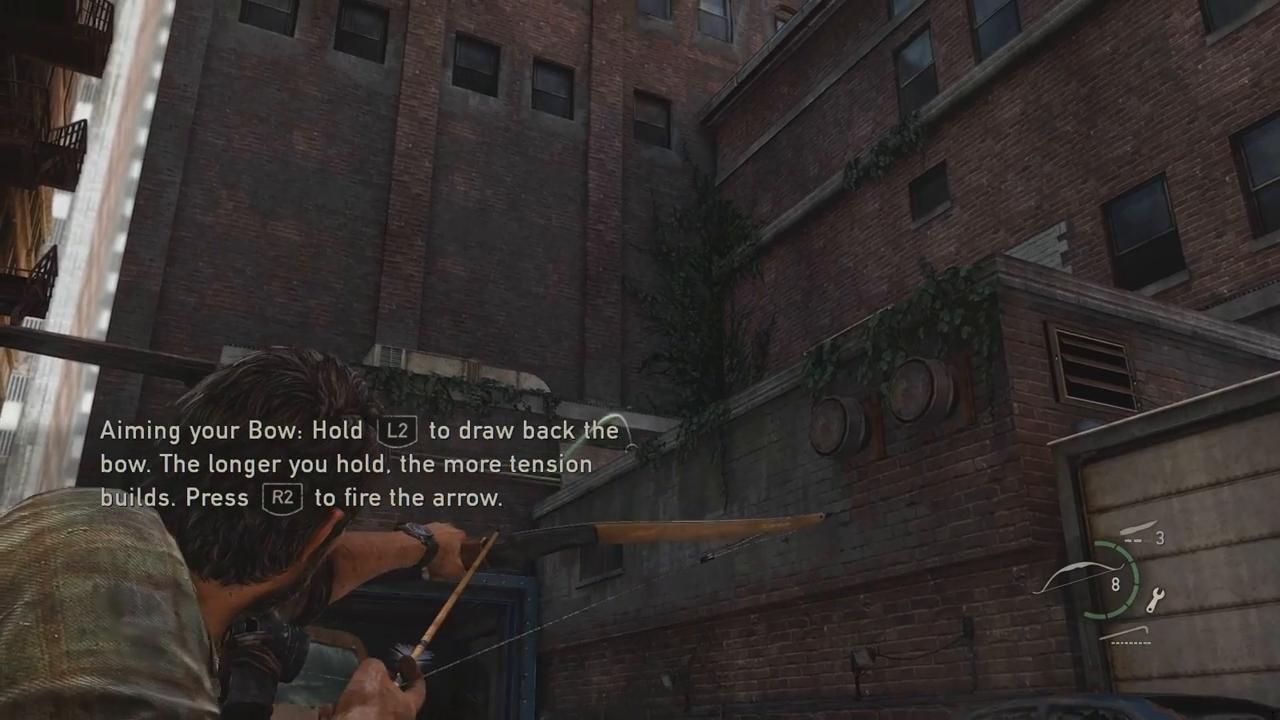 Aiming your Bow: Hold L2 to draw back the
bow. The longer you hold, the more tension
builds. Press R2 to fire the arrow.
3
8